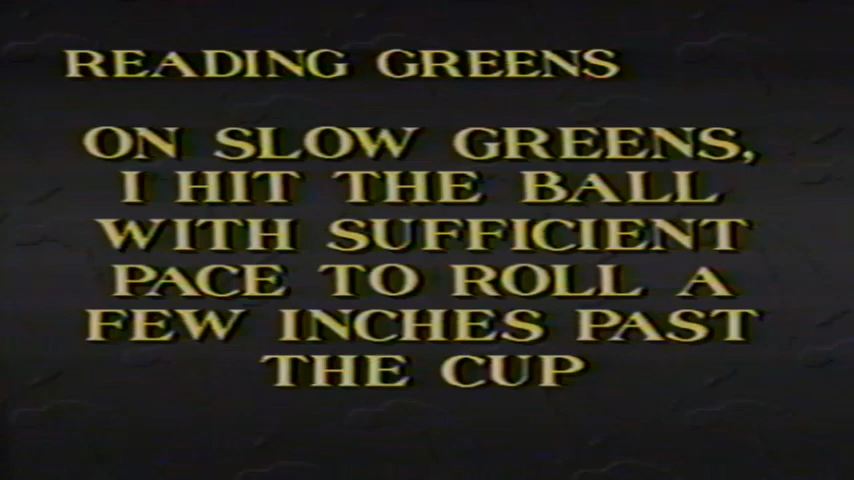 READING GREENS
ON SLOW GREENS,
I HIT THE BALL
WITH SUFFICIENT
PACE TO ROLL A
FEW INCHES PAST
THE CUP